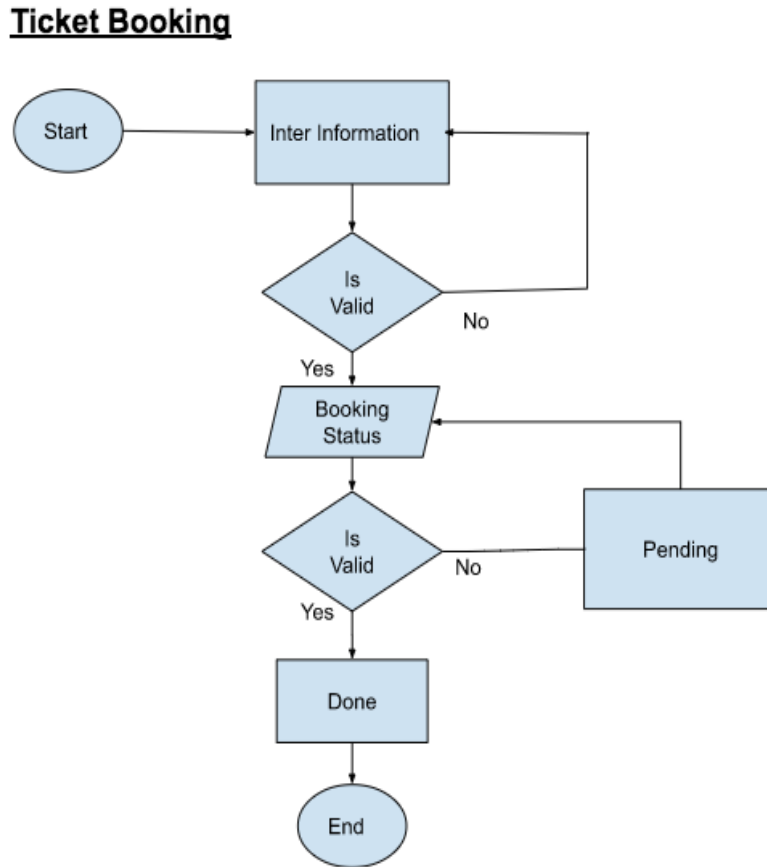 Ticket Booking
Start
Inter Information
Is
Valid
No
Yes
Booking
Status
Is
Valid
No
Pending
Yes
Done
End